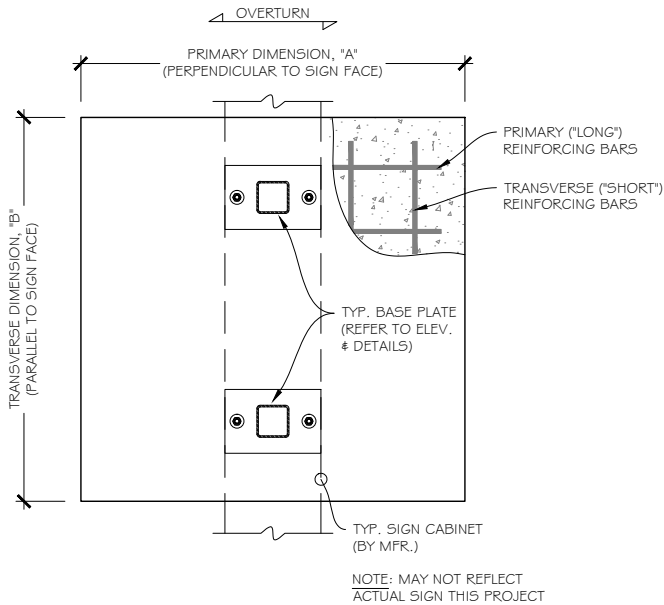 OVERTURN
PRIMARY DIMENSION, "A"
(PERPENDICULAR TO SIGN FACE)
PRIMARY ("LONG")
REINFORCING BARS
TRANSVERSE ("SHORT")
REINFORCING BARS
TRANSVERSE DIMENSION, "B"
(PARALLEL TO SIGN FACE)
TYP. BASE PLATE
(REFER TO ELEV.
& DETAILS)
TYP. SIGN CABINET
(BY MFR.)
NOTE: MAY NOT REFLECT
ACTUAL SIGN THIS PROJECT